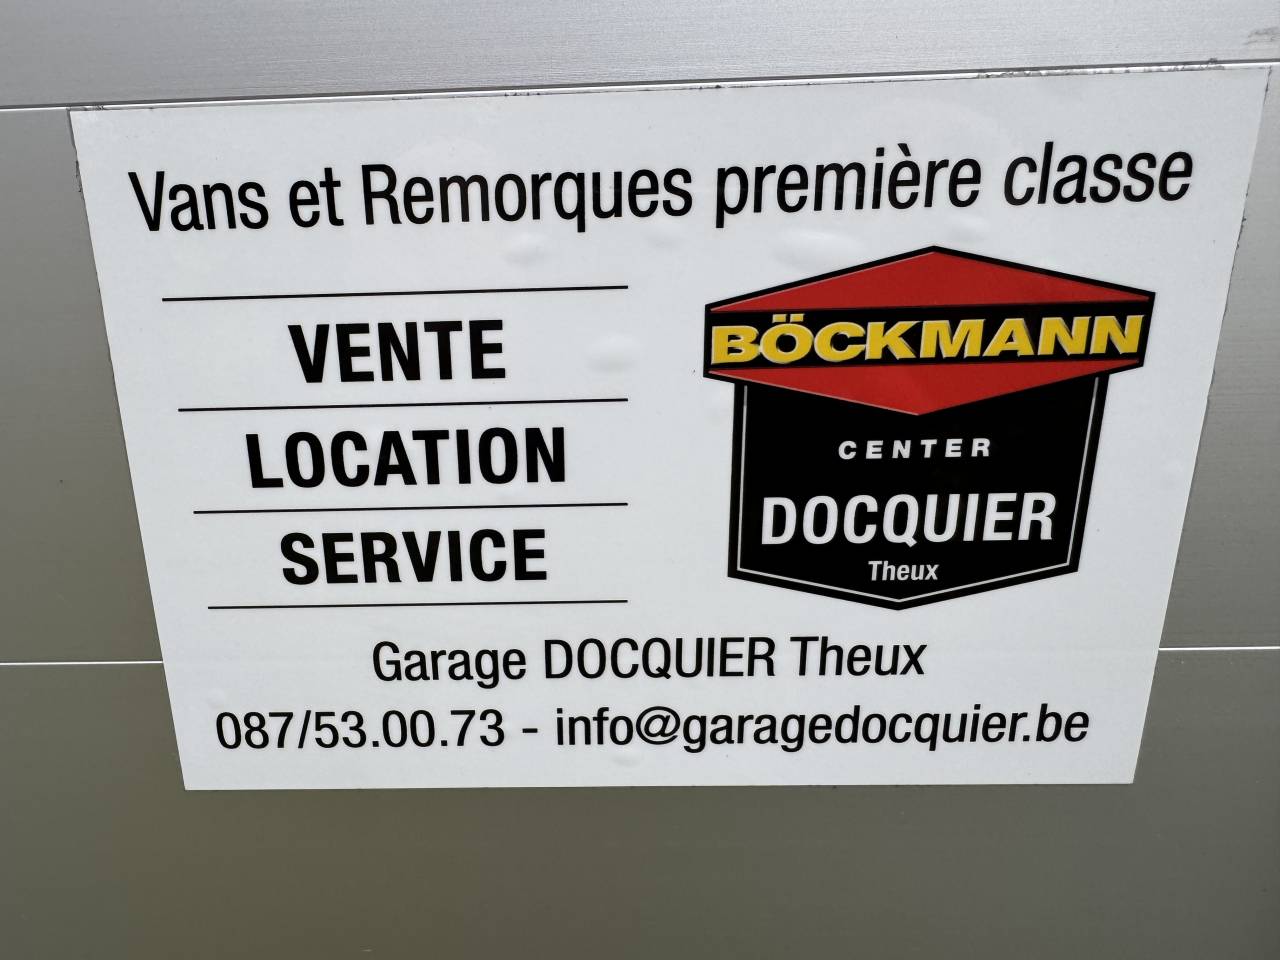 Vans et Remorques première classe
VENTE
LOCATION
SERVICE
BÖCKMANN
CENTER
DOCQUIER
Theux
Garage DOCQUIER Theux
087/53.00.73 - info@garagedocquier.be